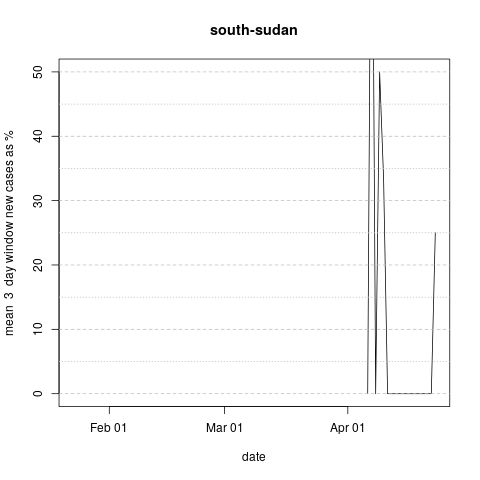 south-sudan
mean 3 day window new cases as %
50
40
30
20
10
0
Feb 01
Mar 01
Apr 01
date